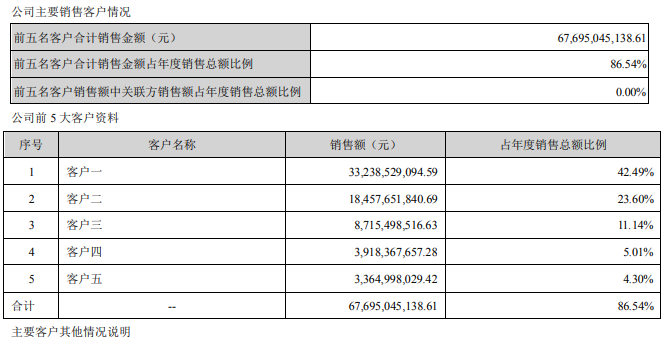 公司主要销售客户情况
前五名客户合计销售金额（元） 67,695,045,138.61
前五名客户合计销售金额占年度销售总额比例 86.54%
前五名客户销售额中关联方销售额占年度销售总额比例 0.00%
公司前 5 大客户资料
序号 客户名称 销售额（元） 占年度销售总额比例
1 客户一 33,238,529,094.59 42.49%
2 客户二 18,457,651,840.69 23.60%
3 客户三 8,715,498,516.63 11.14%
4 客户四 3,918,367,657.28 5.01%
5 客户五 3,364,998,029.42 4.30%
合计 -- 67,695,045,138.61 86.54%
主要客户其他情况说明